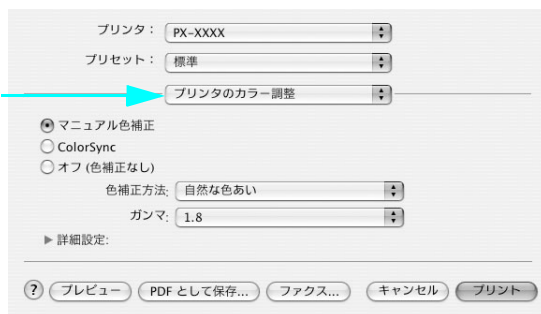 プリンタ： PX-XXXX
プリセット： 標準
プリンタのカラー調整
マニュアル色補正
ColorSync
オフ (色補正なし)
色補正方法: 自然な色あい
ガンマ: 1.8
詳細設定:
? プレビュー PDF として保存... ファクス... キャンセル プリント